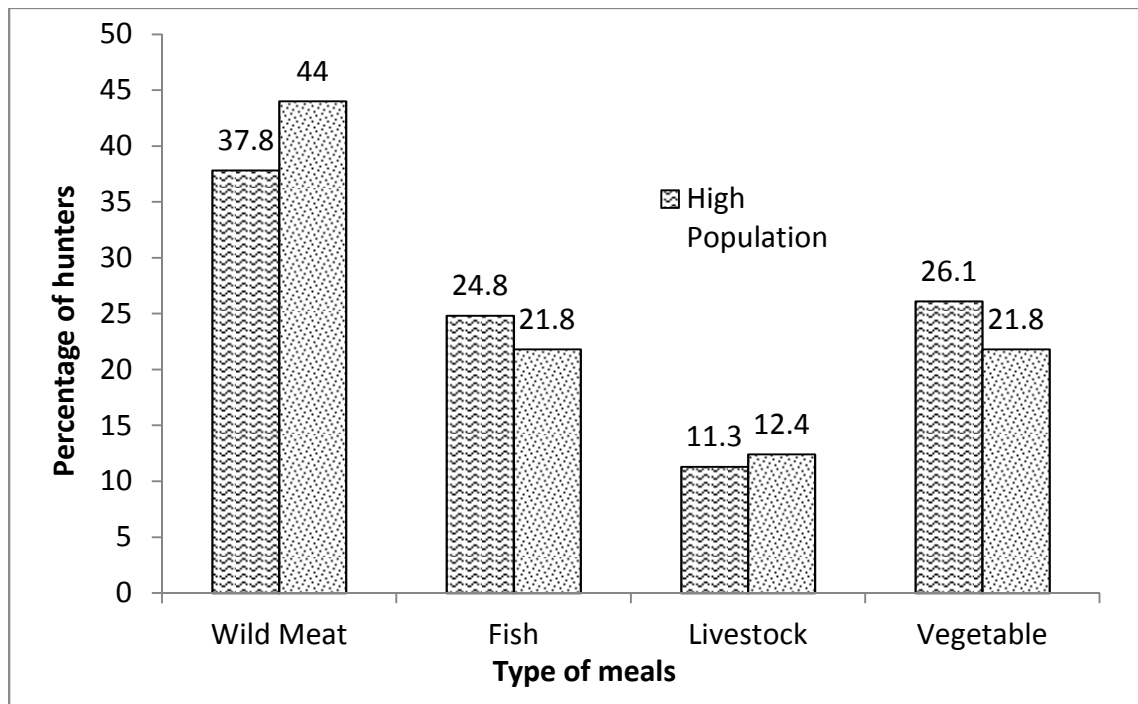 50
45
40
35
30
25
20
15
10
5
0
Percentage of hunters
37.8
44
24.8
21.8
11.3
12.4
26.1
21.8
High
Population
Wild Meat
Fish
Livestock
Vegetable
Type of meals